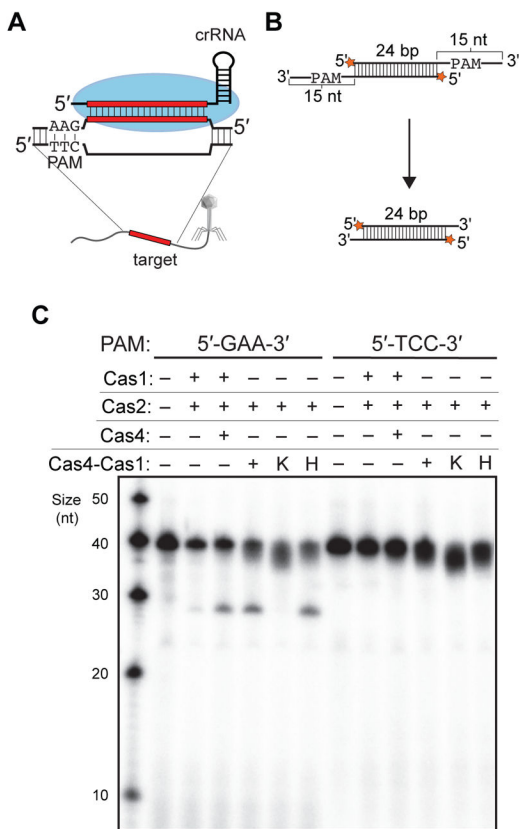 A
crRNA
5′
AAG
5′
TTC
PAM
5′
target
B
24 bp
15 nt
5′
PAM
3′
3′
PAM
5′
15 nt
24 bp
5′
3′
3′
5′
C
PAM: 5′-GAA-3′ 5′-TCC-3′
Cas1: – + + – – – – + + – – –
Cas2: – + + + + + – + + + + +
Cas4: – – + – – – – – + – – –
Cas4-Cas1: – – – + K H – – – + K H
Size
(nt)
50
40
30
20
10